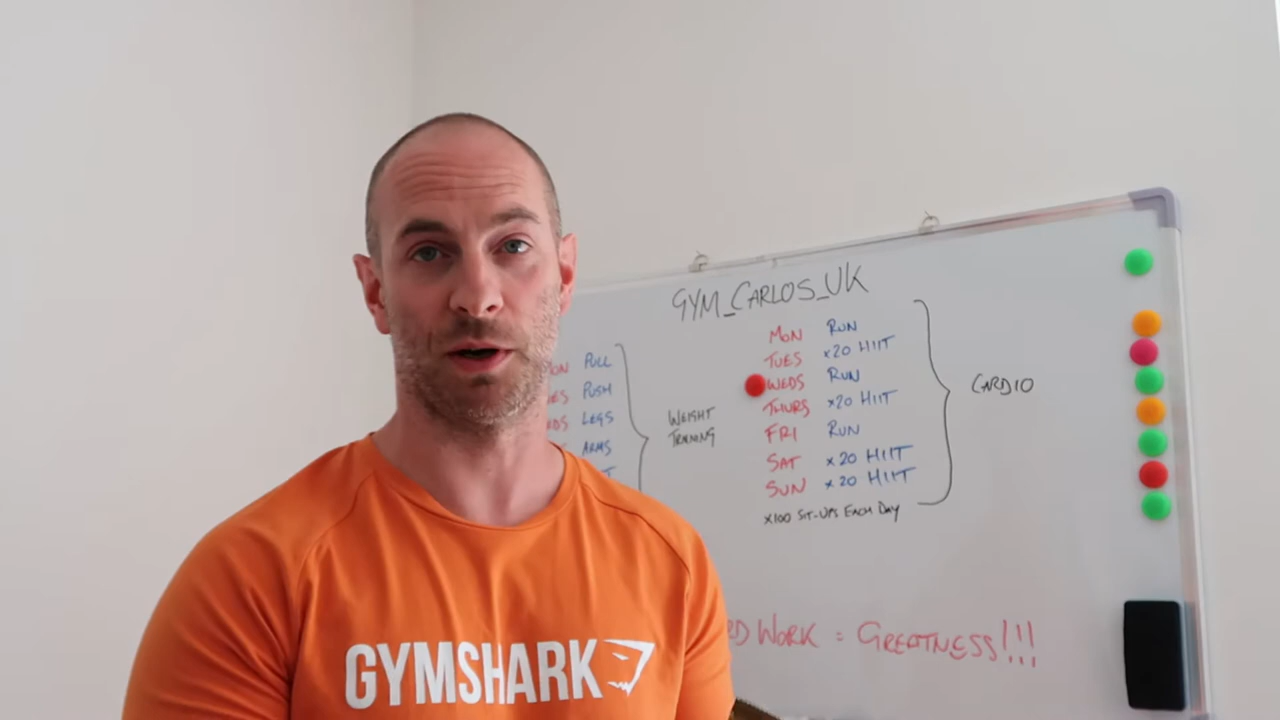 GYM_CARLOS_UK
PULL
PUSH
LEGS
ARMS
WEIGHT
TRAINING
MON RUN
TUES x20 HIIT
WEDS RUN
THURS x20 HIIT
FRI RUN
SAT x20 HIIT
SUN x20 HIIT
x100 SIT-UPS EACH DAY
CARDIO
WORK = GREATNESS!!!
GYMSHARK